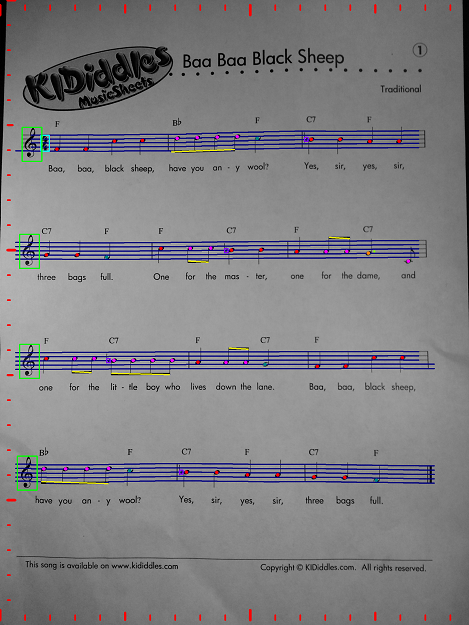 KIDiddles
MusicSheets
Baa Baa Black Sheep
1
Traditional
F Bb F C7 F
Baa, baa, black sheep, have you an - y wool? Yes, sir, yes, sir,
C7 F F C7 F C7
three bags full. One for the mas - ter, one for the dame, and
F C7 F C7 F
one for the lit - tle boy who lives down the lane. Baa, baa, black sheep,
Bb F C7 F C7 F
have you an - y wool? Yes, sir, yes, sir, three bags full.
This song is available on www.kididdles.com
Copyright © KIDiddles.com. All rights reserved.